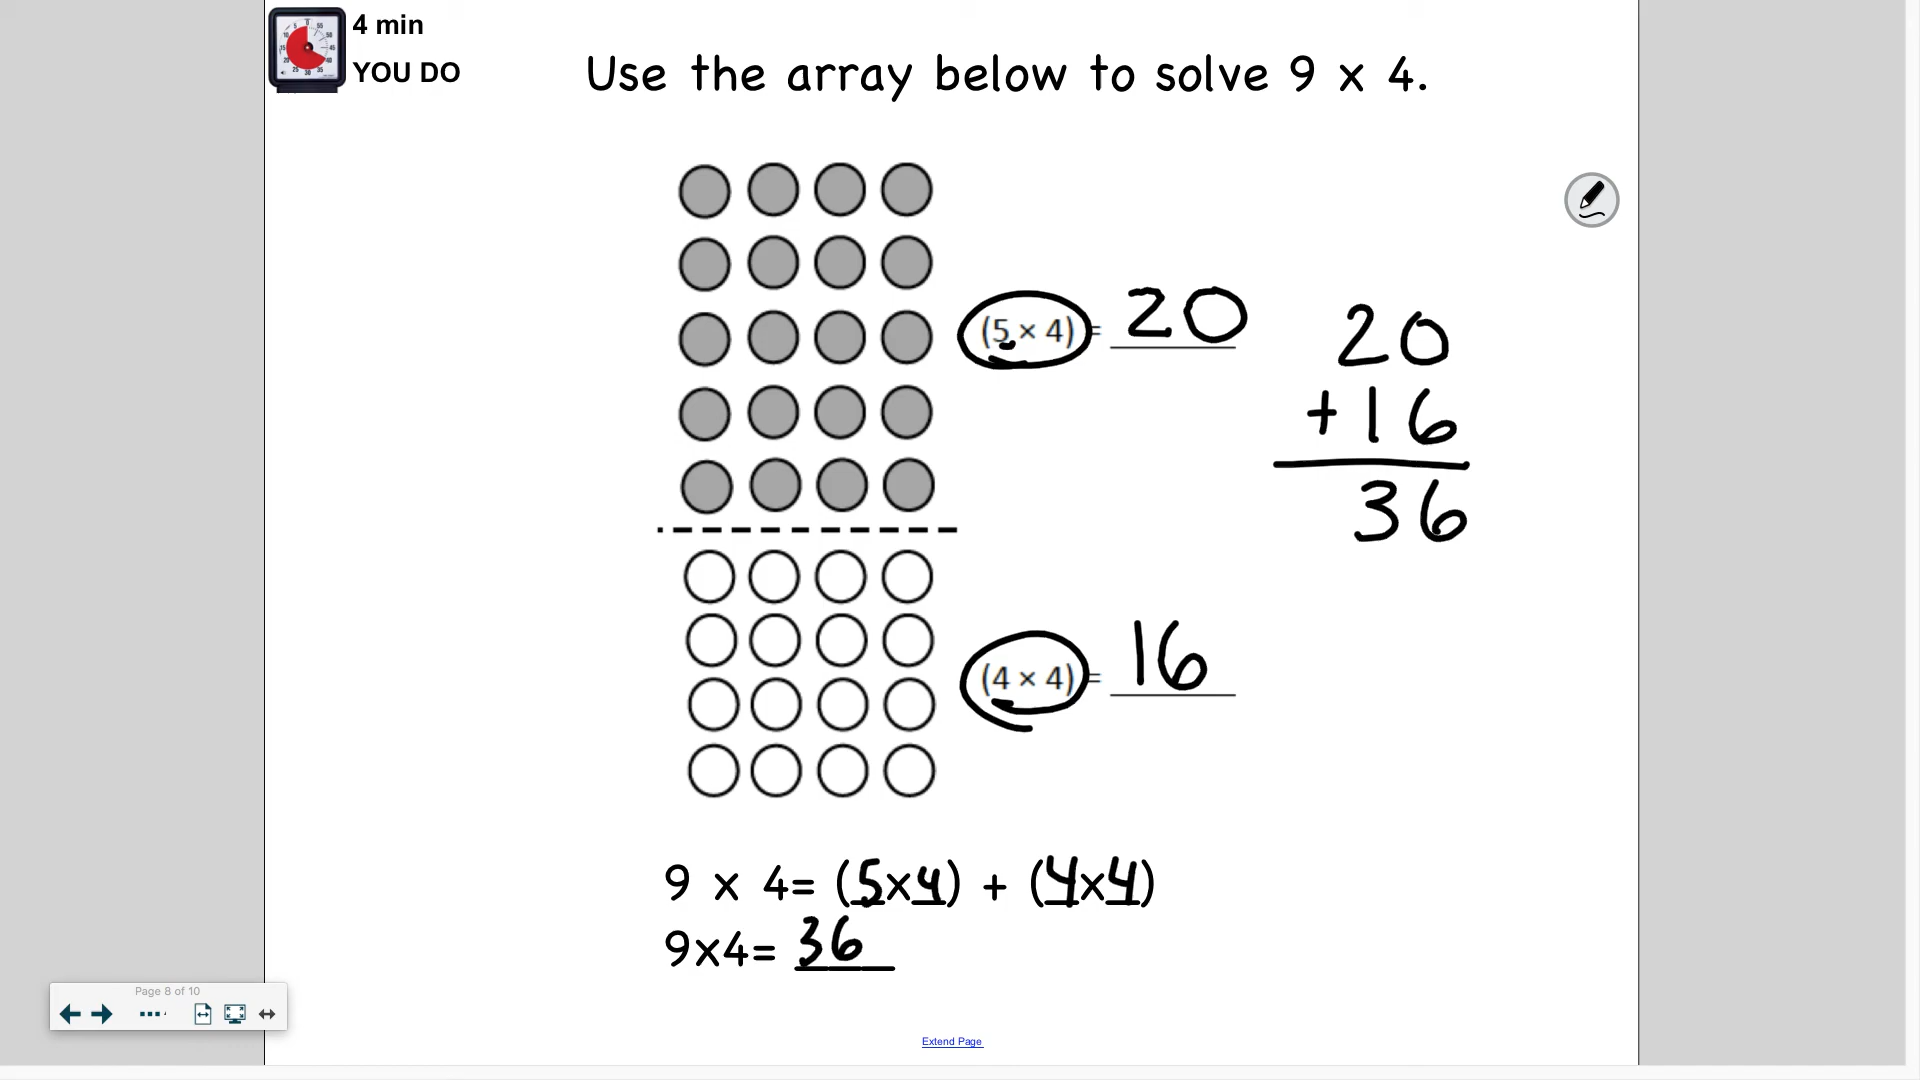 4 min
YOU DO
Use the array below to solve 9 x 4.
(5 × 4) = 20
20
+16
36
(4 × 4) = 16
9 x 4= (5x4) + (4x4)
9x4= 36
Page 8 of 10
Extend Page